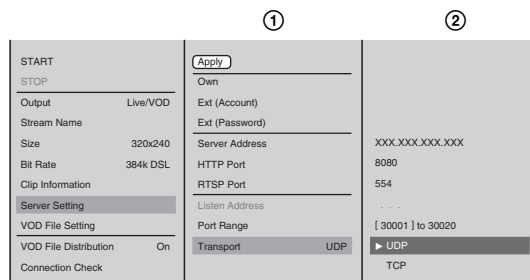 ① ②
START
STOP
Output Live/VOD
Stream Name
Size 320x240
Bit Rate 384k DSL
Clip Information
Server Setting
VOD File Setting
VOD File Distribution On
Connection Check
Apply
Own
Ext (Account)
Ext (Password)
Server Address
HTTP Port
RTSP Port
Listen Address
Port Range
Transport UDP
XXX.XXX.XXX.XXX
8080
554
. . .
[ 30001 ] to 30020
► UDP
TCP